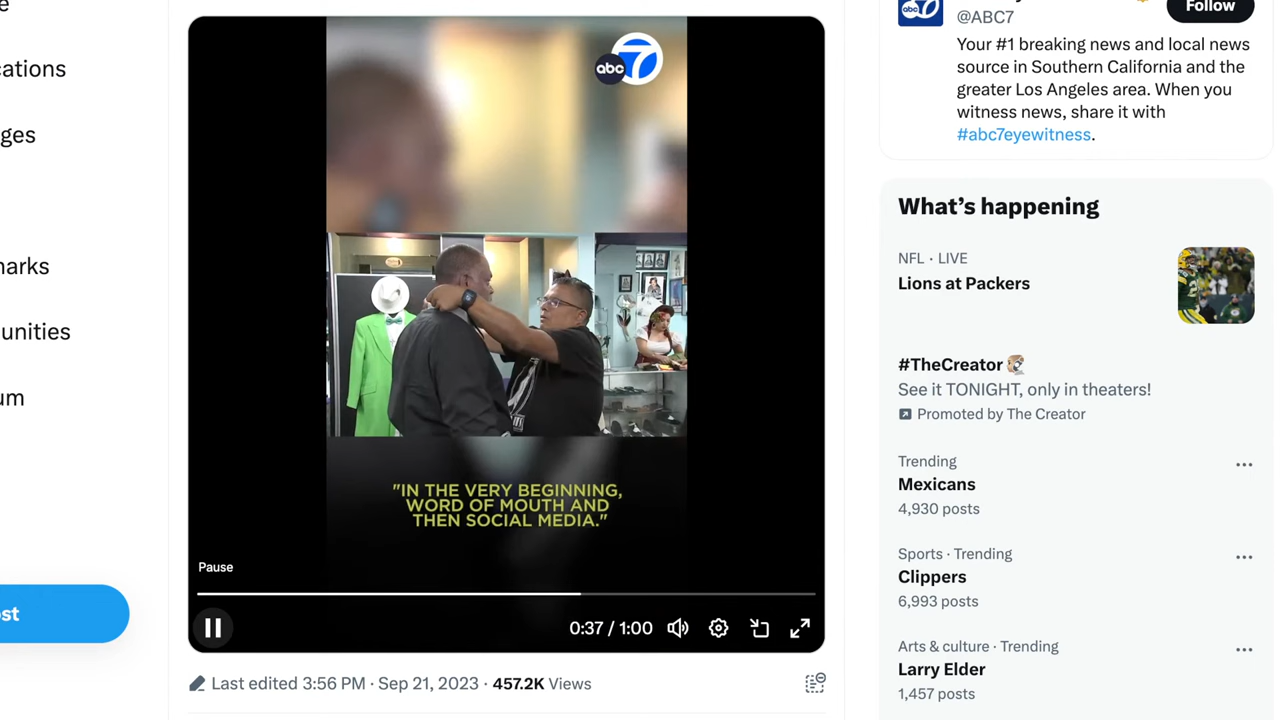 e
cations
ges
marks
unities
um
st
abc 7
"IN THE VERY BEGINNING,
WORD OF MOUTH AND
THEN SOCIAL MEDIA."
Pause
0:37 / 1:00
Last edited 3:56 PM · Sep 21, 2023 · 457.2K Views
abc 7
@ABC7
Follow
Your #1 breaking news and local news
source in Southern California and the
greater Los Angeles area. When you
witness news, share it with
#abc7eyewitness.
What's happening
NFL · LIVE
Lions at Packers
#TheCreator
See it TONIGHT, only in theaters!
Promoted by The Creator
Trending
Mexicans
4,930 posts
Sports · Trending
Clippers
6,993 posts
Arts & culture · Trending
Larry Elder
1,457 posts